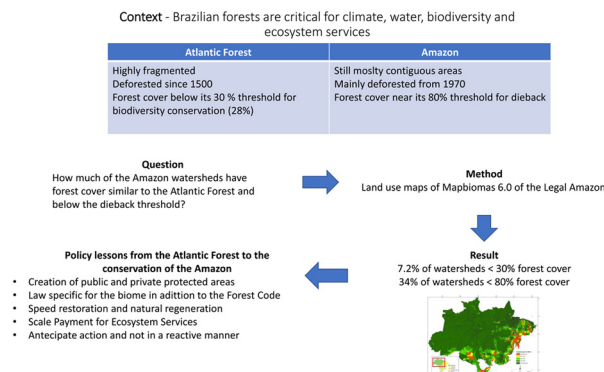 Context - Brazilian forests are critical for climate, water, biodiversity and
ecosystem services
Atlantic Forest
Amazon
Highly fragmented
Deforested since 1500
Forest cover below its 30 % threshold for
biodiversity conservation (28%)
Still moslty contiguous areas
Mainly deforested from 1970
Forest cover near its 80% threshold for dieback
Question
How much of the Amazon watersheds have
forest cover similar to the Atlantic Forest and
below the dieback threshold?
Method
Land use maps of Mapbiomas 6.0 of the Legal Amazon
Result
7.2% of watersheds < 30% forest cover
34% of watersheds < 80% forest cover
Policy lessons from the Atlantic Forest to the
conservation of the Amazon
• Creation of public and private protected areas
• Law specific for the biome in adittion to the Forest Code
• Speed restoration and natural regeneration
• Scale Payment for Ecosystem Services
• Antecipate action and not in a reactive manner